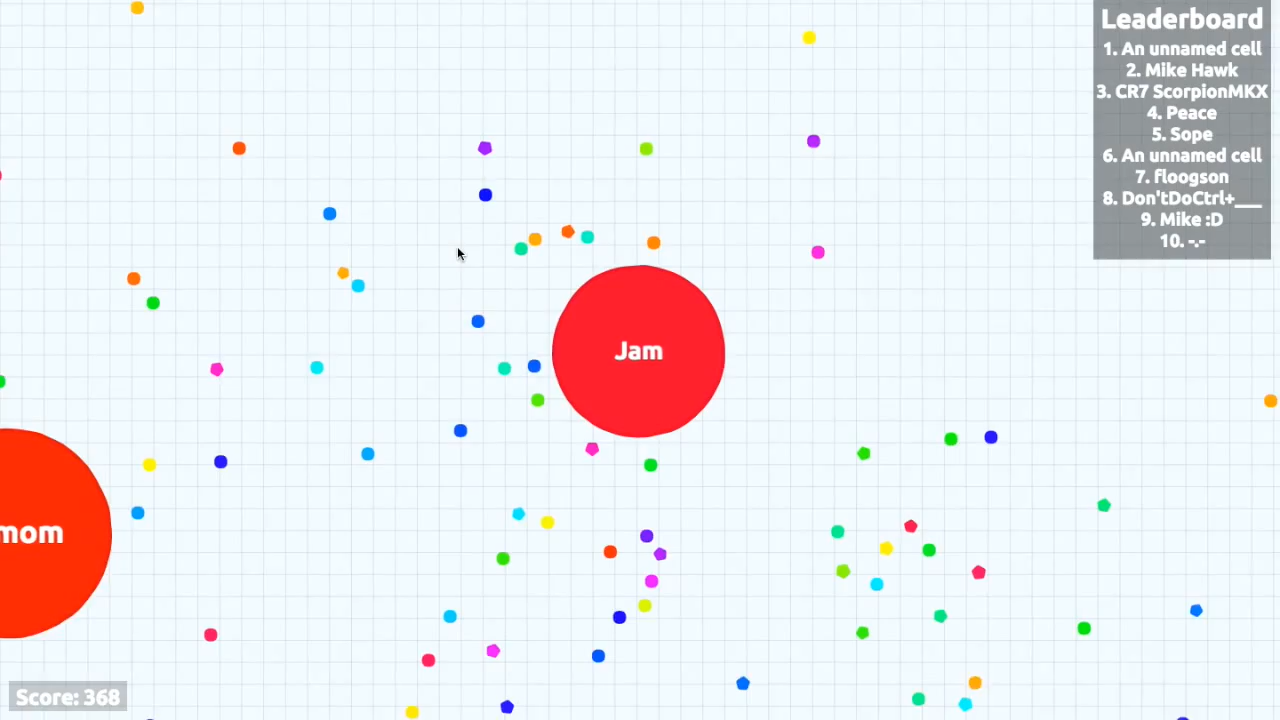 Leaderboard
1. An unnamed cell
2. Mike Hawk
3. CR7 ScorpionMKX
4. Peace
5. Sope
6. An unnamed cell
7. floogson
8. Don'tDoCtrl+___
9. Mike :D
10. -.-
Jam
mom
Score: 368